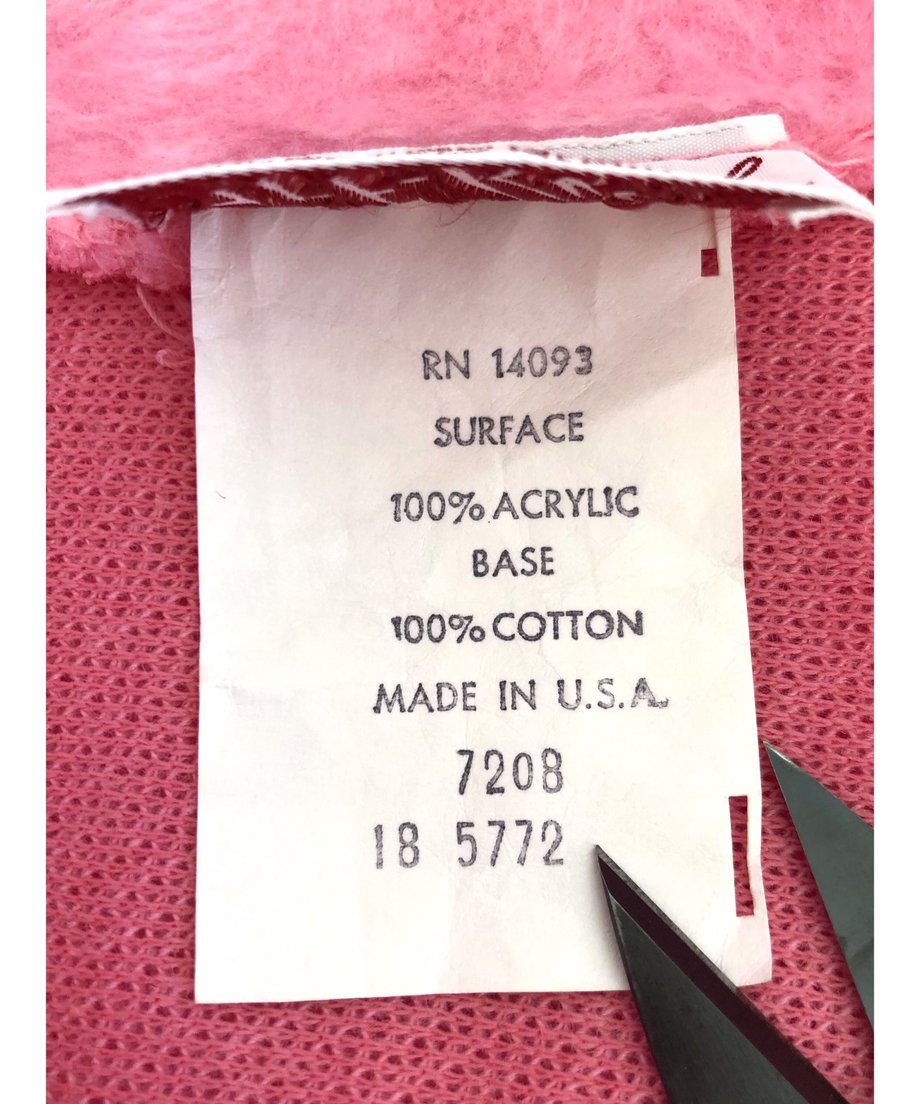 RN 14093
SURFACE
100% ACRYLIC
BASE
100% COTTON
MADE IN U.S.A.
7208
18 5772